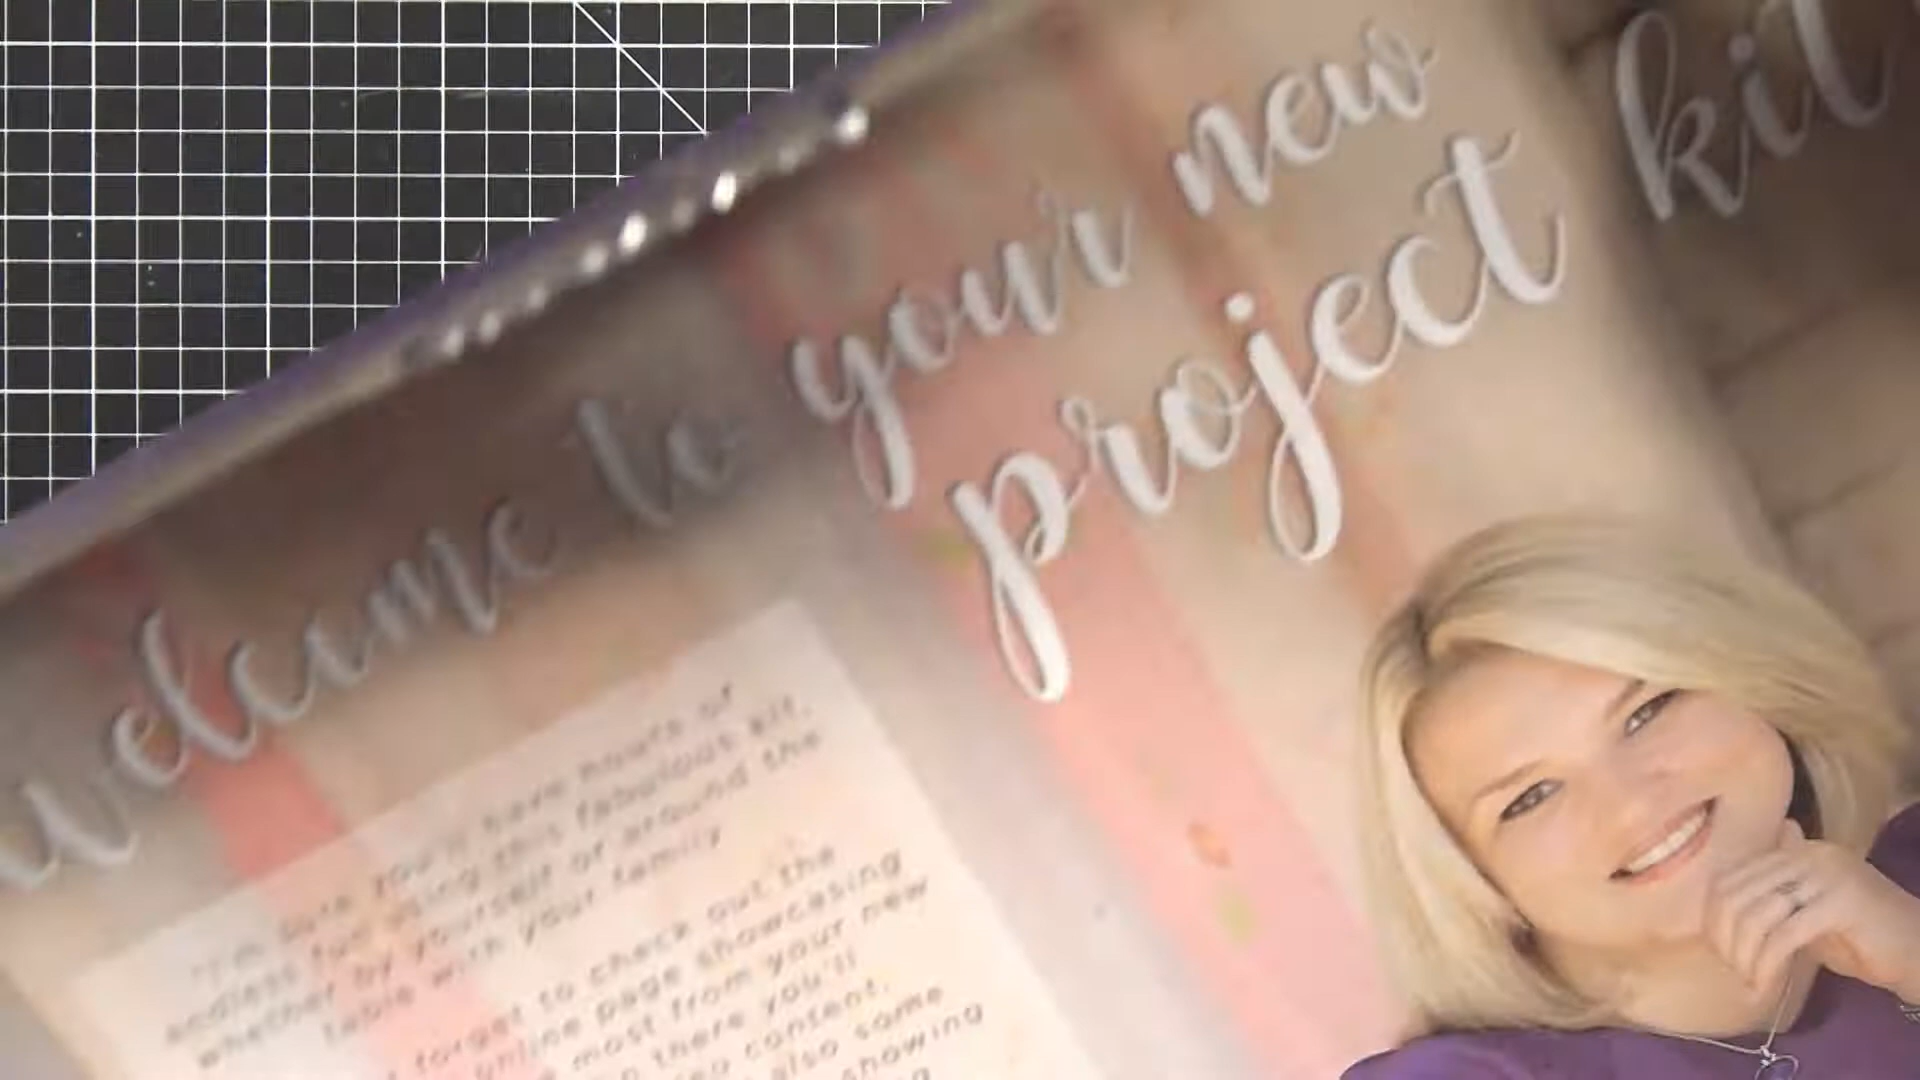 welcome to your new
project kit
"I'm sure you'll have hours of
endless fun using this fabulous kit,
whether by yourself or around the
table with your family
forget to check out the
online page showcasing
most from your new
there you'll
content.
also some
showing